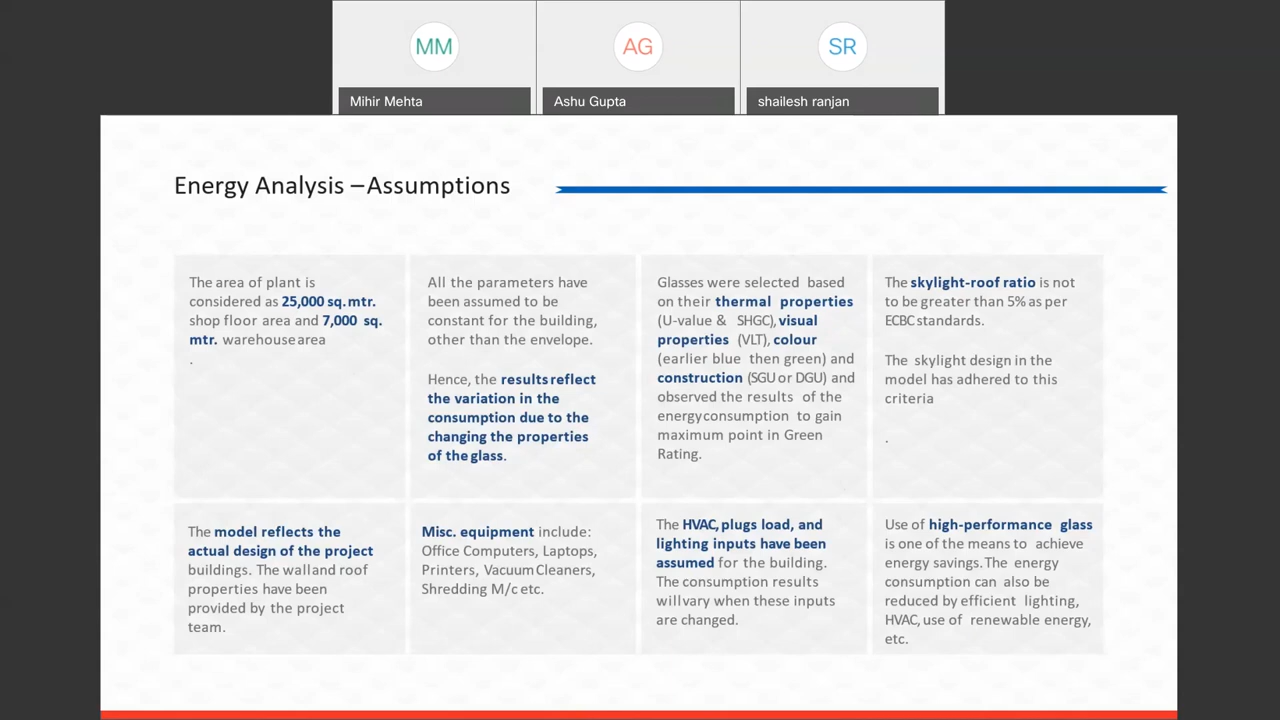 MM
AG
SR
Mihir Mehta
Ashu Gupta
shailesh ranjan
Energy Analysis –Assumptions
The area of plant is
considered as 25,000 sq.mtr.
shop floor area and 7,000 sq.
mtr. warehouse area
.
All the parameters have
been assumed to be
constant for the building,
other than the envelope.
Hence, the results reflect
the variation in the
consumption due to the
changing the properties
of the glass.
Glasses were selected based
on their thermal properties
(U-value & SHGC), visual
properties (VLT), colour
(earlier blue then green) and
construction (SGU or DGU) and
observed the results of the
energy consumption to gain
maximum point in Green
Rating.
The skylight-roof ratio is not
to be greater than 5% as per
ECBC standards.
The skylight design in the
model has adhered to this
criteria
.
The model reflects the
actual design of the project
buildings. The wall and roof
properties have been
provided by the project
team.
Misc. equipment include:
Office Computers, Laptops,
Printers, Vacuum Cleaners,
Shredding M/c etc.
The HVAC, plugs load, and
lighting inputs have been
assumed for the building.
The consumption results
will vary when these inputs
are changed.
Use of high-performance glass
is one of the means to achieve
energy savings. The energy
consumption can also be
reduced by efficient lighting,
HVAC, use of renewable energy,
etc.